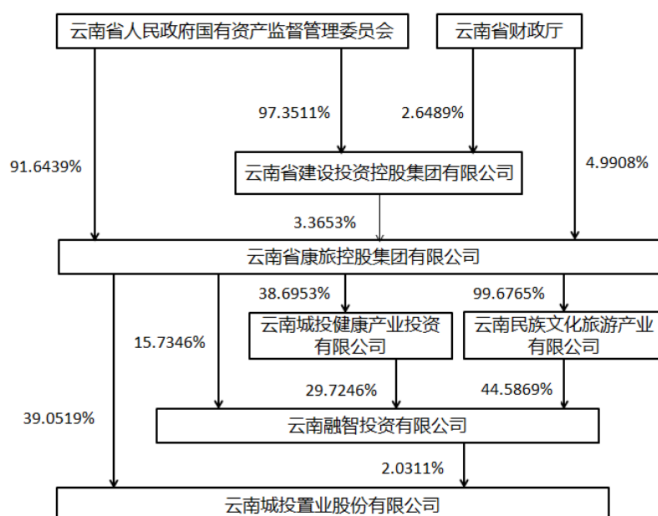 云南省人民政府国有资产监督管理委员会
云南省财政厅
97.3511%
2.6489%
91.6439%
4.9908%
云南省建设投资控股集团有限公司
3.3653%
云南省康旅控股集团有限公司
38.6953%
99.6765%
云南城投健康产业投资
有限公司
云南民族文化旅游产业
有限公司
15.7346%
29.7246%
44.5869%
39.0519%
云南融智投资有限公司
2.0311%
云南城投置业股份有限公司